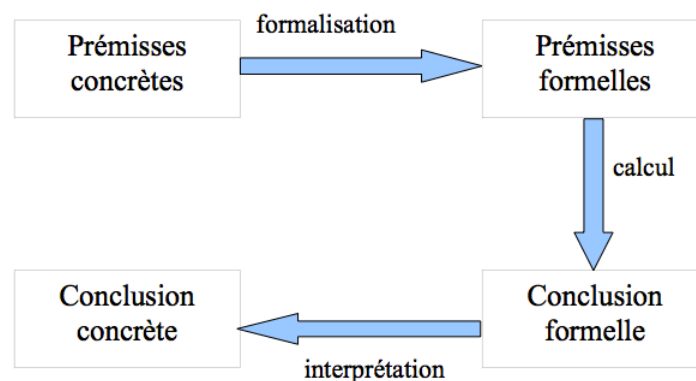 Prémisses
concrètes
formalisation
Prémisses
formelles
calcul
Conclusion
concrète
interprétation
Conclusion
formelle